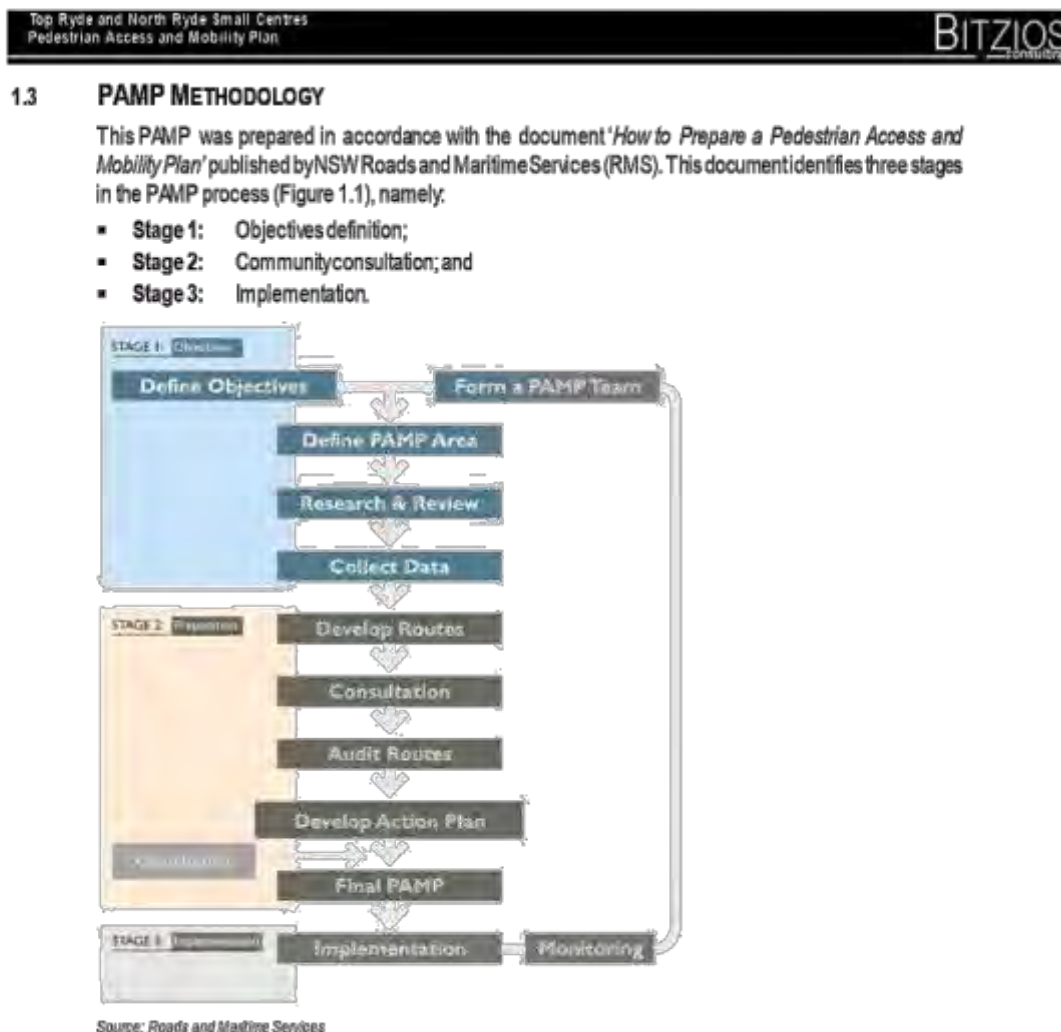 Top Ryde and North Ryde Small Centres
Pedestrian Access and Mobility Plan
BITZIOS
consulting
1.3 PAMP METHODOLOGY
This PAMP was prepared in accordance with the document 'How to Prepare a Pedestrian Access and
Mobility Plan' published by NSW Roads and Maritime Services (RMS). This document identifies three stages
in the PAMP process (Figure 1.1), namely:
▪ Stage 1: Objectives definition;
▪ Stage 2: Community consultation; and
▪ Stage 3: Implementation.
STAGE 1: Objectives
Define Objectives
Form a PAMP Team
Define PAMP Area
Research & Review
Collect Data
STAGE 2:
Develop Routes
Consultation
Audit Routes
Develop Action Plan
Final PAMP
STAGE 3: Implementation
Implementation
Monitoring
Source: Roads and Maritime Services